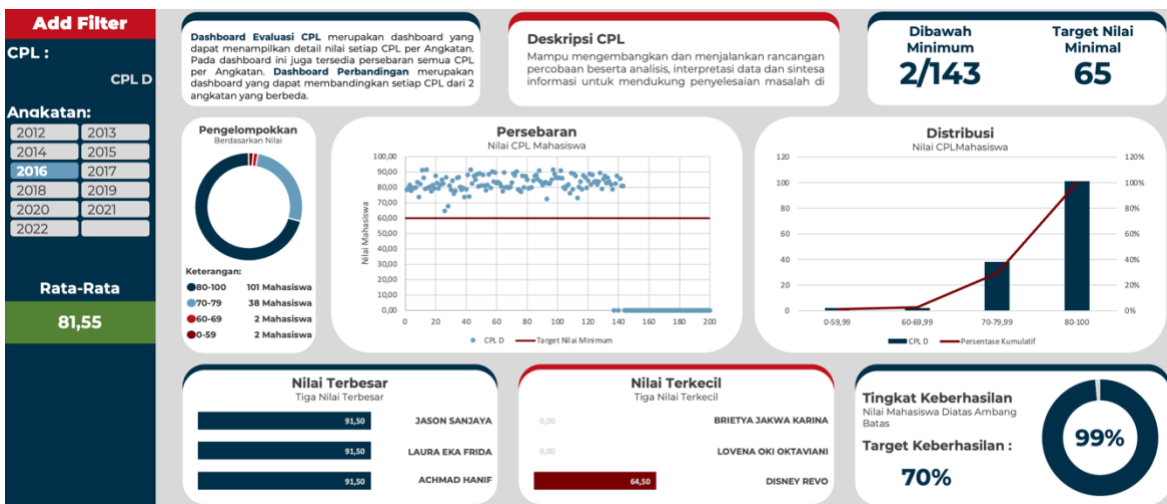 Add Filter
CPL :
CPL D
Angkatan:
2012 2013
2014 2015
2016 2017
2018 2019
2020 2021
2022
Rata-Rata
81,55
Dashboard Evaluasi CPL merupakan dashboard yang
dapat menampilkan detail nilai setiap CPL per Angkatan.
Pada dashboard ini juga tersedia persebaran semua CPL
per Angkatan. Dashboard Perbandingan merupakan
dashboard yang dapat membandingkan setiap CPL dari 2
angkatan yang berbeda.
Deskripsi CPL
Mampu mengembangkan dan menjalankan rancangan
percobaan beserta analisis, interpretasi data dan sintesa
informasi untuk mendukung penyelesaian masalah di
Dibawah
Minimum
2/143
Target Nilai
Minimal
65
Pengelompokkan
Berdasarkan Nilai
Keterangan:
80-100 101 Mahasiswa
70-79 38 Mahasiswa
60-69 2 Mahasiswa
0-59 2 Mahasiswa
Persebaran
Nilai CPL Mahasiswa
Nilai Mahasiswa
100,00
90,00
80,00
70,00
60,00
50,00
40,00
30,00
20,00
10,00
0,00
0 20 40 60 80 100 120 140 160 180 200
CPL D Target Nilai Minimum
Distribusi
Nilai CPLMahasiswa
120
100
80
60
40
20
0
120%
100%
80%
60%
40%
20%
0%
0-59,99 60-69,99 70-79,99 80-100
CPL D Persentase Kumulatif
Nilai Terbesar
Tiga Nilai Terbesar
91,50 JASON SANJAYA
91,50 LAURA EKA FRIDA
91,50 ACHMAD HANIF
Nilai Terkecil
Tiga Nilai Terkecil
0,00 BRIETYA JAKWA KARINA
0,00 LOVENA OKI OKTAVIANI
64,50 DISNEY REVO
Tingkat Keberhasilan
Nilai Mahasiswa Diatas Ambang
Batas
Target Keberhasilan :
70%
99%